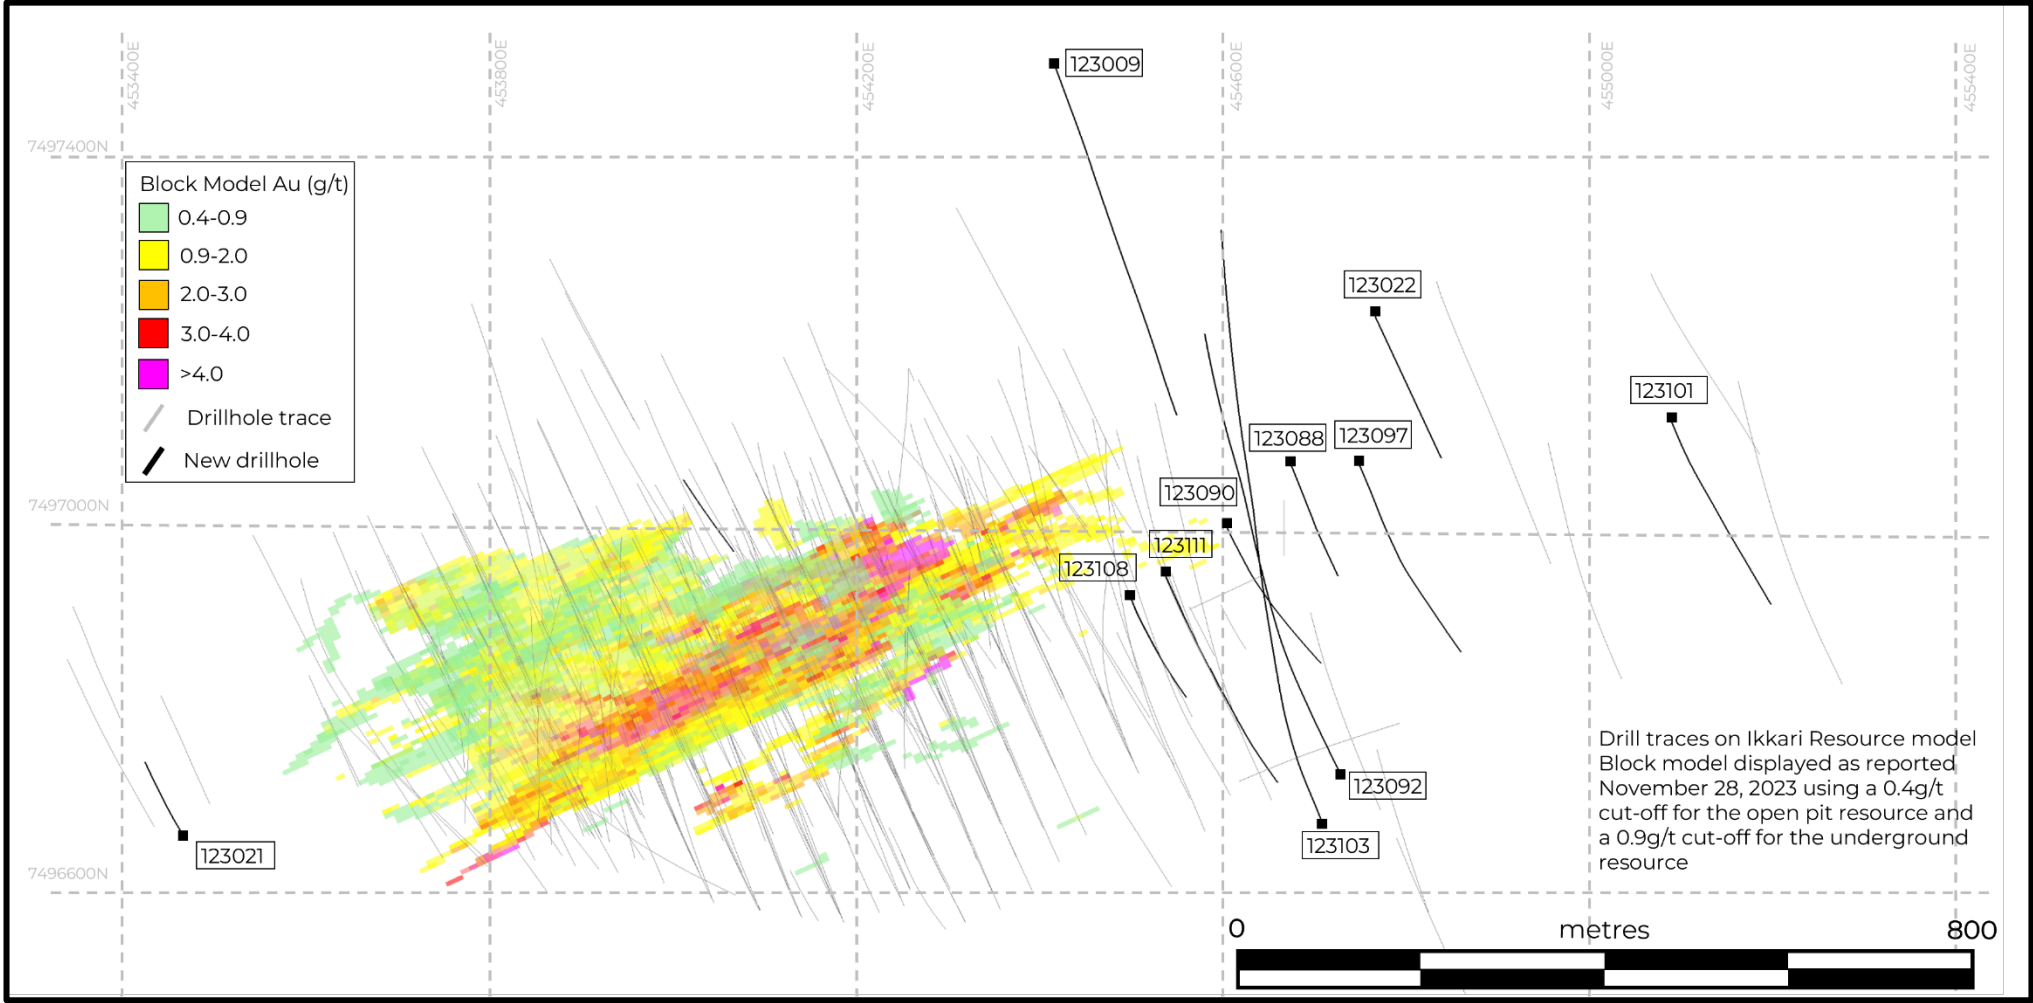 453400E
453800E
454200E
454600E
455000E
455400E
123009
7497400N
Block Model Au (g/t)
0.4-0.9
0.9-2.0
2.0-3.0
3.0-4.0
>4.0
Drillhole trace
New drillhole
123022
123101
123088
123097
123090
7497000N
123111
123108
Drill traces on Ikkari Resource model
Block model displayed as reported
November 28, 2023 using a 0.4g/t
cut-off for the open pit resource and
a 0.9g/t cut-off for the underground
resource
123092
123103
123021
7496600N
0
metres
800